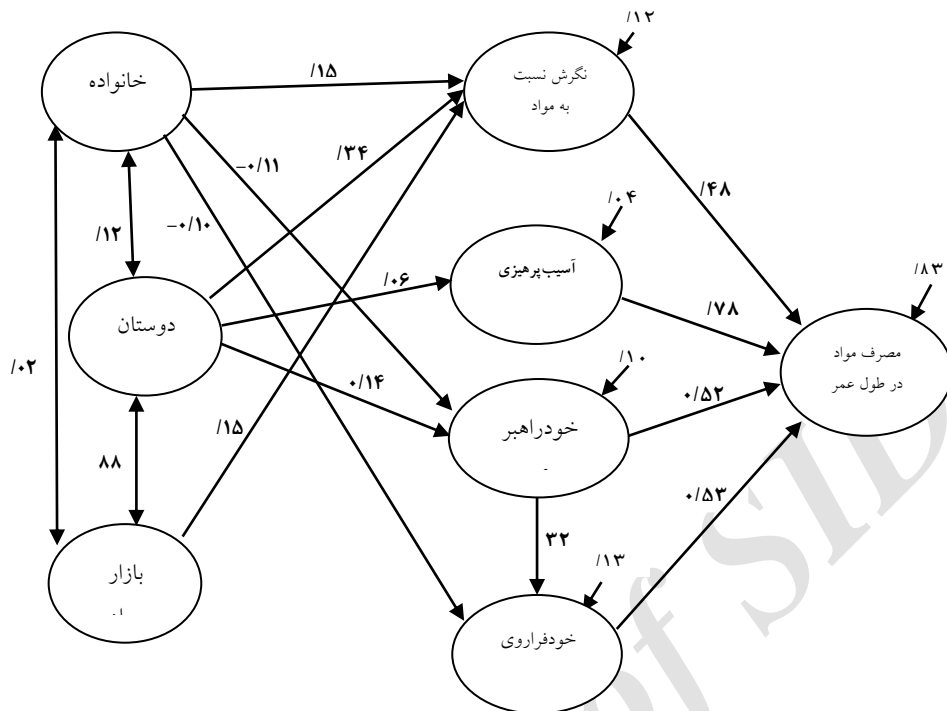 /۱۲
خانواده
نگرش نسبت
به مواد
/۱۵
-۰/۱۱
/۳۴
/۴۸
-۰/۱۰
/۰۴
/۱۲
آسیب‌پرهیزی
/۰۶
/۸۳
دوستان
/۷۸
مصرف مواد
در طول عمر
/۰۲
۰/۱۴
/۱۰
۰/۵۲
/۱۵
خودراهبر
۸۸
۰/۵۳
۳۲
/۱۳
بازار
خودفراروی
of SID